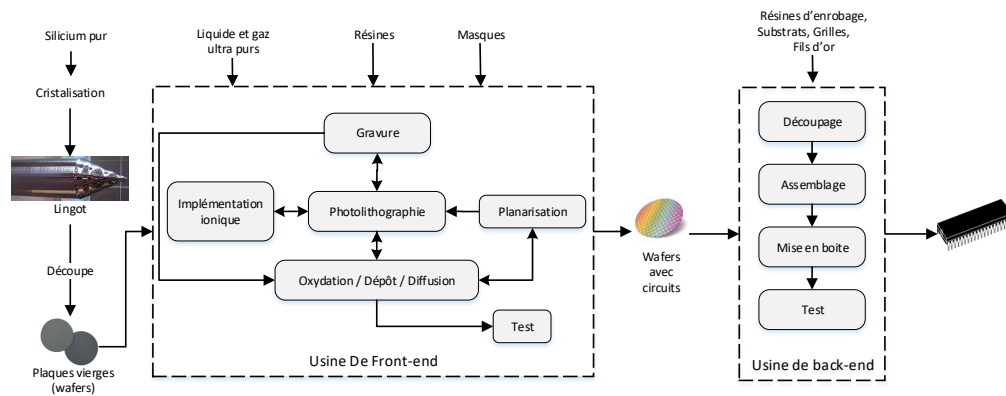 Silicium pur
Cristalisation
Lingot
Découpe
Plaques vierges
(wafers)
Liquide et gaz
ultra purs
Résines
Masques
Gravure
Implémentation
ionique
Photolithographie
Planarisation
Oxydation / Dépôt / Diffusion
Test
Usine De Front-end
Wafers
avec
circuits
Résines d'enrobage,
Substrats, Grilles,
Fils d'or
Découpage
Assemblage
Mise en boite
Test
Usine de back-end